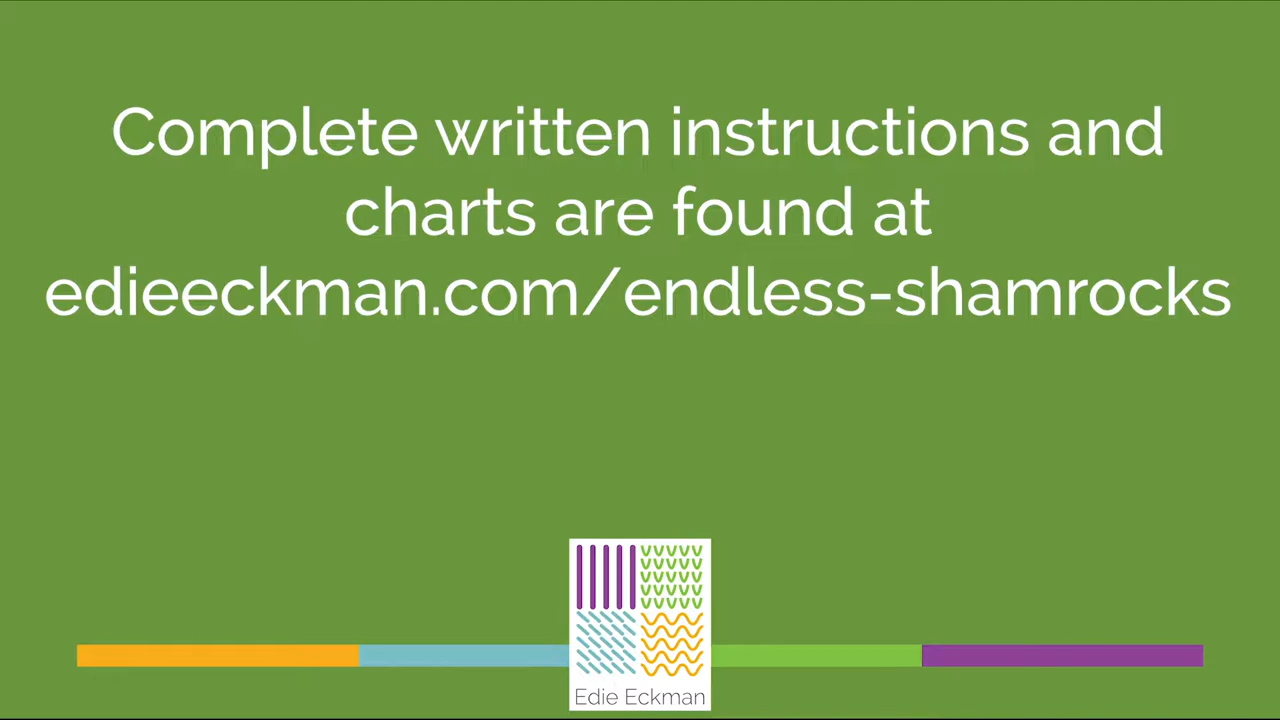 Complete written instructions and
charts are found at
edieeckman.com/endless-shamrocks
Edie Eckman